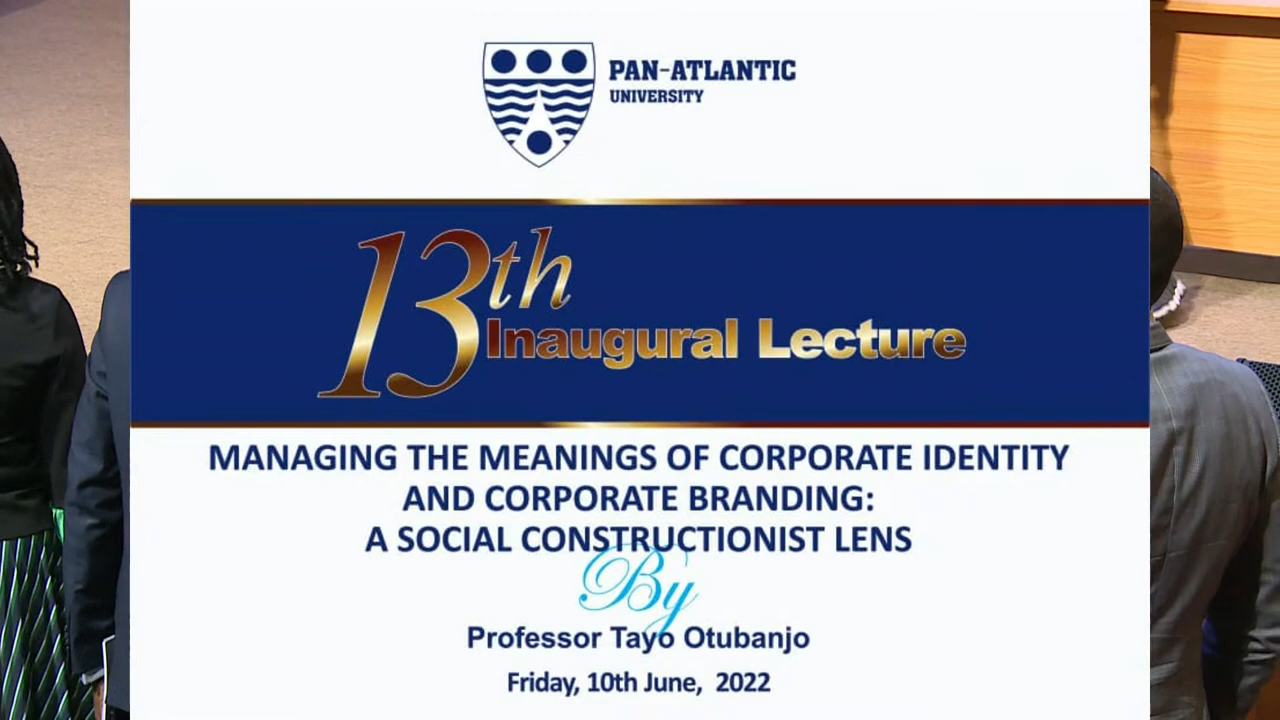 PAN-ATLANTIC
UNIVERSITY
13th
Inaugural Lecture
MANAGING THE MEANINGS OF CORPORATE IDENTITY
AND CORPORATE BRANDING:
A SOCIAL CONSTRUCTIONIST LENS
By
Professor Tayo Otubanjo
Friday, 10th June, 2022